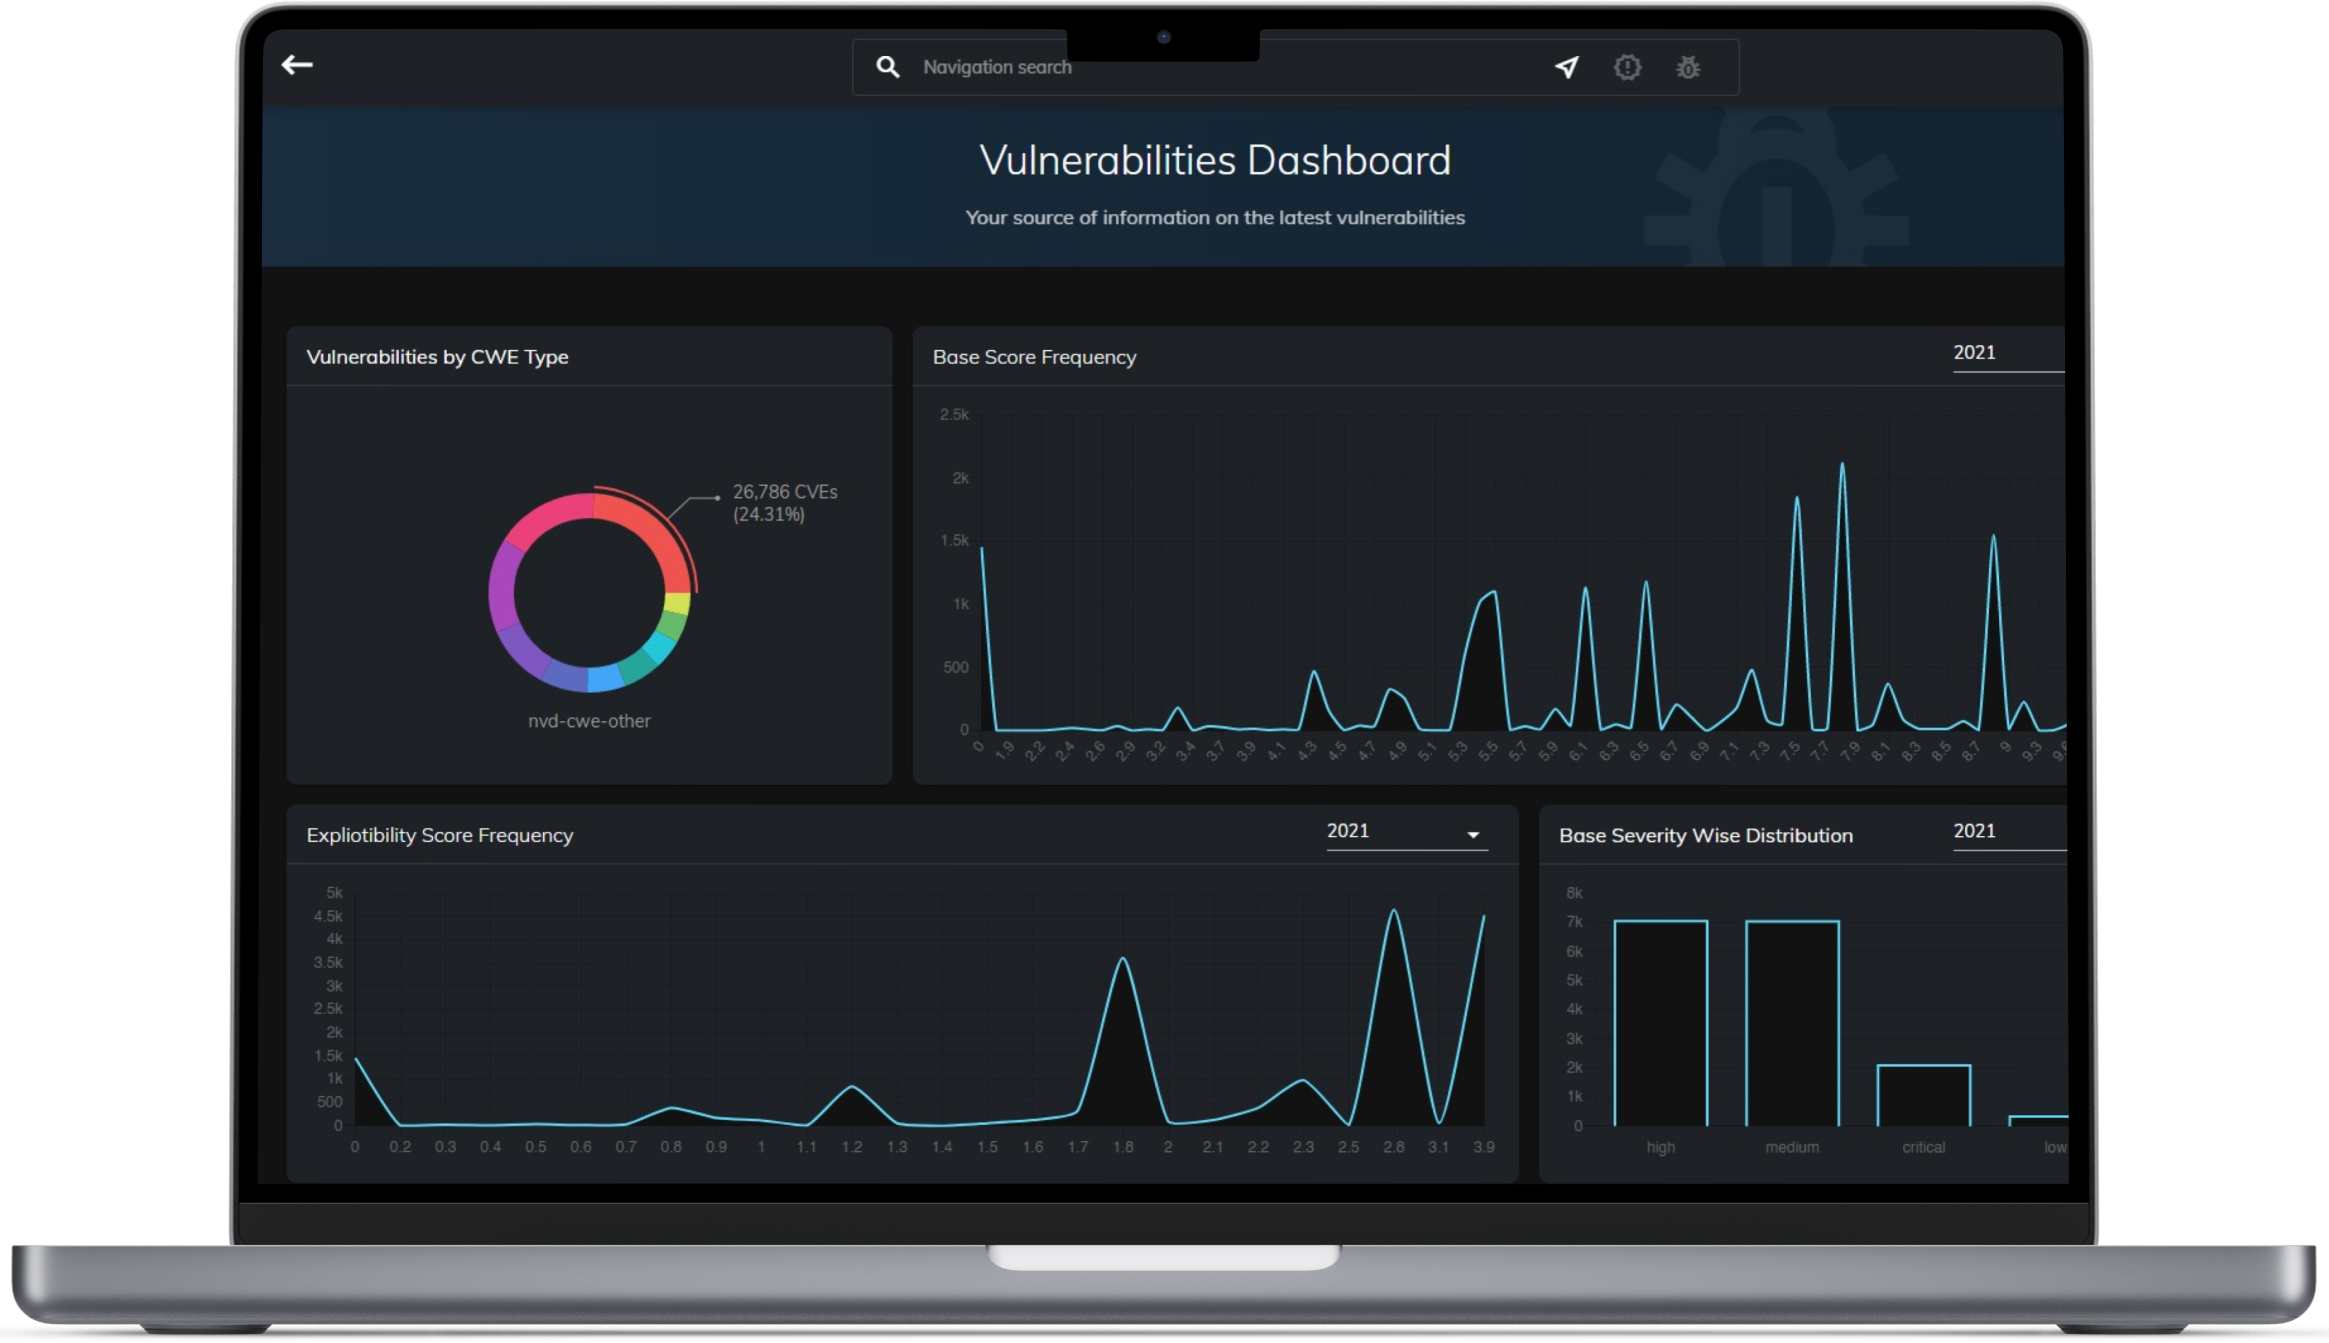 Navigation search
Vulnerabilities Dashboard
Your source of information on the latest vulnerabilities
Vulnerabilities by CWE Type
26,786 CVEs
(24.31%)
nvd-cwe-other
Base Score Frequency
2021
2.5k
2k
1.5k
1k
500
0
0 1.9 2.2 2.4 2.6 2.9 3.2 3.4 3.7 3.9 4.1 4.3 4.5 4.7 4.9 5.1 5.3 5.5 5.7 5.9 6.1 6.3 6.5 6.7 6.9 7.1 7.3 7.5 7.7 7.9 8.1 8.3 8.5 8.7 9 9.3
Expliotibility Score Frequency
2021
5k
4.5k
4k
3.5k
3k
2.5k
2k
1.5k
1k
500
0
0 0.2 0.3 0.4 0.5 0.6 0.7 0.8 0.9 1 1.1 1.2 1.3 1.4 1.5 1.6 1.7 1.8 2 2.1 2.2 2.3 2.5 2.8 3.1 3.9
Base Severity Wise Distribution
2021
8k
7k
6k
5k
4k
3k
2k
1k
0
high medium critical low